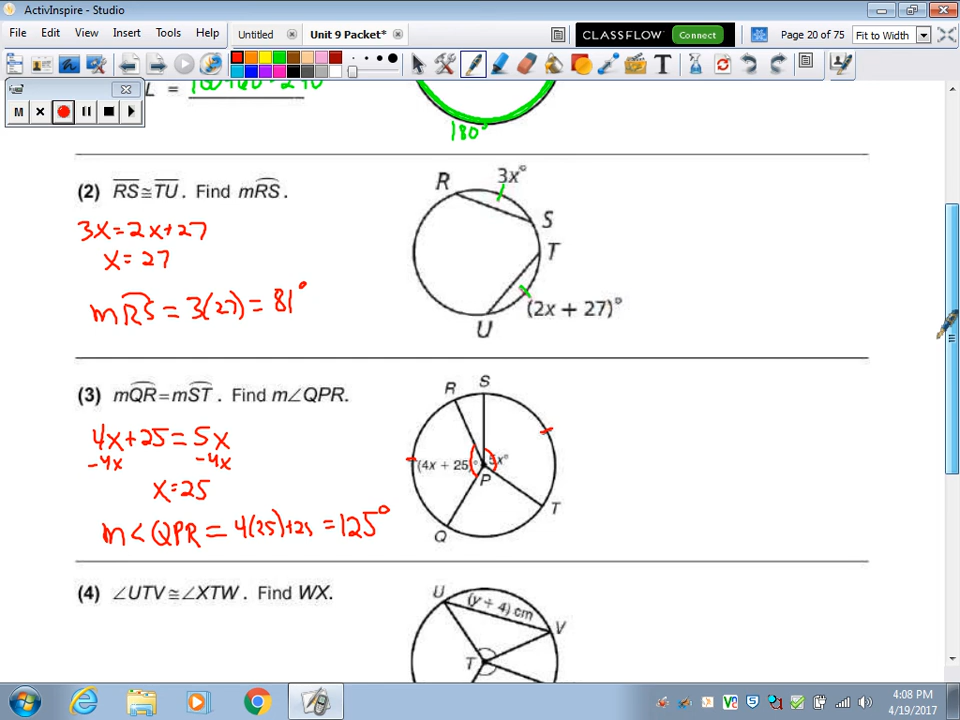 ActivInspire - Studio
File Edit View Insert Tools Help Untitled Unit 9 Packet* CLASSFLOW Connect Page 20 of 75 Fit to Width
M
L =
180°
(2) RS ≅ TU. Find mRS.
3x = 2x+27
x = 27
mRS = 3(27) = 81°
R
3x°
S
T
(2x + 27)°
U
(3) mQR = mST. Find m∠QPR.
4x+25 = 5x
-4x -4x
x=25
m<QPR = 4(25)+25 = 125°
R
S
(4x + 25)° 5x°
P
T
Q
(4) ∠UTV ≅ ∠XTW. Find WX.
U
(y + 4) cm
V
T
4:08 PM
4/19/2017